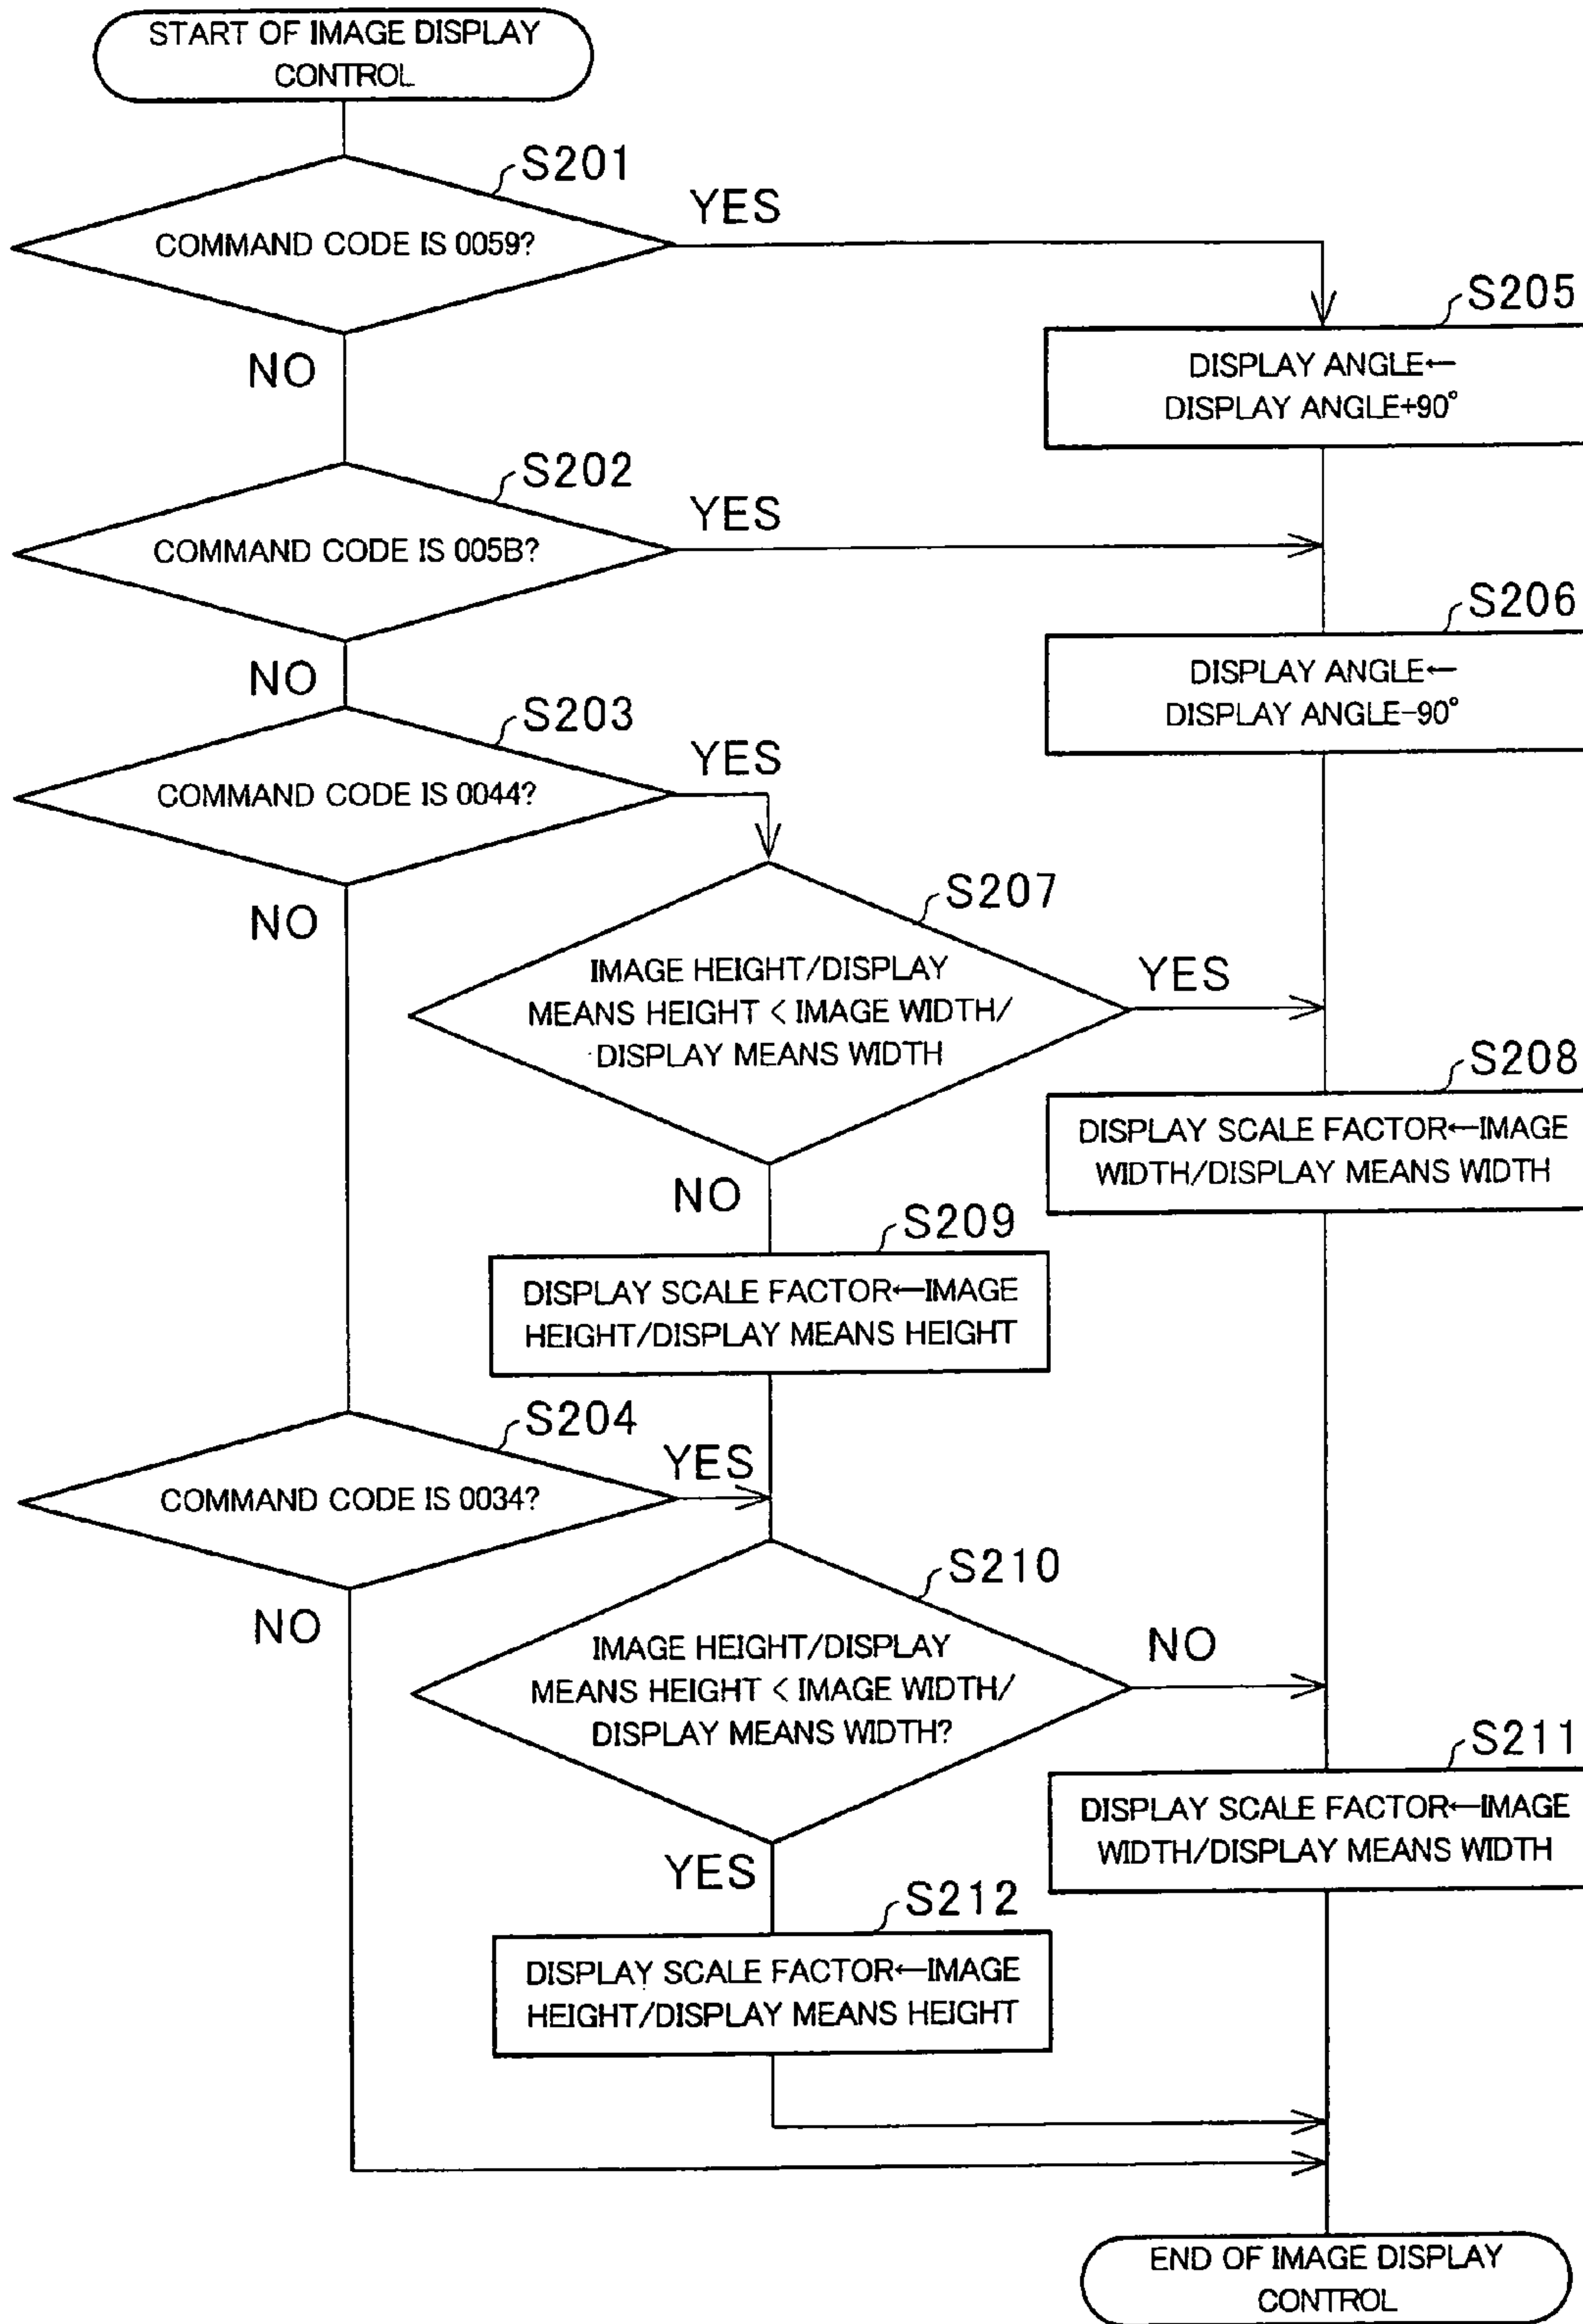 START OF IMAGE DISPLAY
CONTROL
S201
COMMAND CODE IS 0059?
YES
NO
S205
DISPLAY ANGLE←
DISPLAY ANGLE+90°
S202
COMMAND CODE IS 005B?
YES
NO
S206
DISPLAY ANGLE←
DISPLAY ANGLE−90°
S203
COMMAND CODE IS 0044?
YES
NO
S207
IMAGE HEIGHT/DISPLAY
MEANS HEIGHT < IMAGE WIDTH/
DISPLAY MEANS WIDTH
YES
NO
S208
DISPLAY SCALE FACTOR←IMAGE
WIDTH/DISPLAY MEANS WIDTH
S209
DISPLAY SCALE FACTOR←IMAGE
HEIGHT/DISPLAY MEANS HEIGHT
S204
COMMAND CODE IS 0034?
YES
NO
S210
IMAGE HEIGHT/DISPLAY
MEANS HEIGHT < IMAGE WIDTH/
DISPLAY MEANS WIDTH?
NO
YES
S211
DISPLAY SCALE FACTOR←IMAGE
WIDTH/DISPLAY MEANS WIDTH
S212
DISPLAY SCALE FACTOR←IMAGE
HEIGHT/DISPLAY MEANS HEIGHT
END OF IMAGE DISPLAY
CONTROL